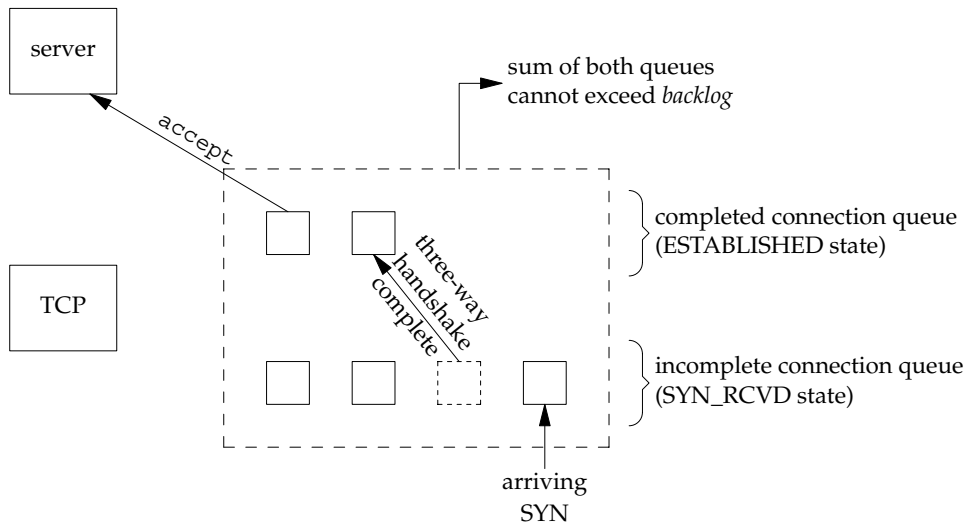 server
sum of both queues
cannot exceed backlog
accept
completed connection queue
(ESTABLISHED state)
three-way
handshake
complete
TCP
incomplete connection queue
(SYN_RCVD state)
arriving
SYN